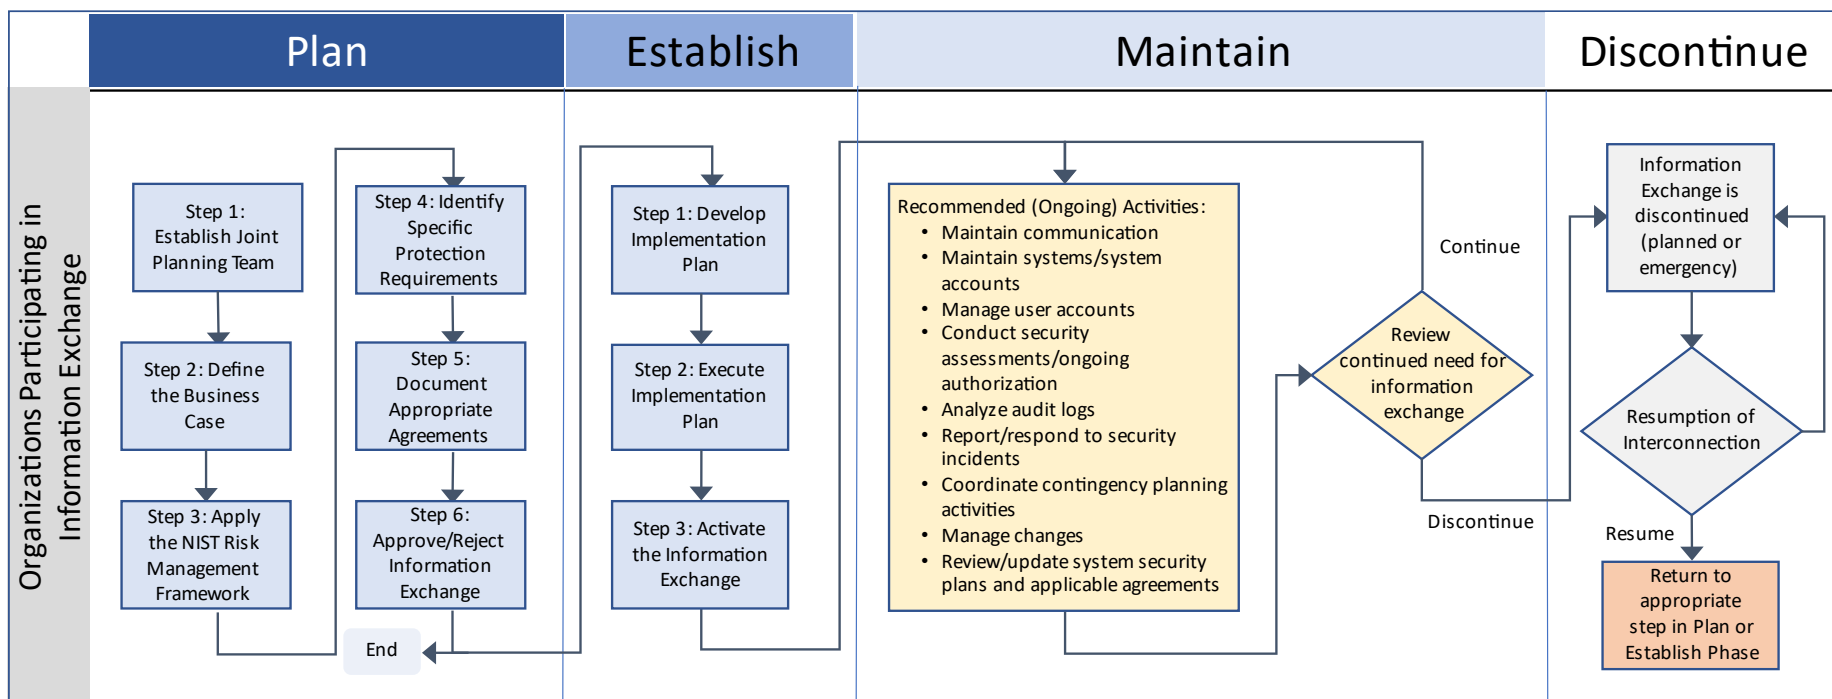 Plan
Establish
Maintain
Discontinue
Organizations Participating in
Information Exchange
Step 1:
Establish Joint
Planning Team
Step 2: Define
the Business
Case
Step 3: Apply
the NIST Risk
Management
Framework
Step 4: Identify
Specific
Protection
Requirements
Step 5:
Document
Appropriate
Agreements
Step 6:
Approve/Reject
Information
Exchange
End
Step 1: Develop
Implementation
Plan
Step 2: Execute
Implementation
Plan
Step 3: Activate
the Information
Exchange
Recommended (Ongoing) Activities:
• Maintain communication
• Maintain systems/system
accounts
• Manage user accounts
• Conduct security
assessments/ongoing
authorization
• Analyze audit logs
• Report/respond to security
incidents
• Coordinate contingency planning
activities
• Manage changes
• Review/update system security
plans and applicable agreements
Continue
Review
continued need for
information
exchange
Discontinue
Information
Exchange is
discontinued
(planned or
emergency)
Resumption of
Interconnection
Resume
Return to
appropriate
step in Plan or
Establish Phase